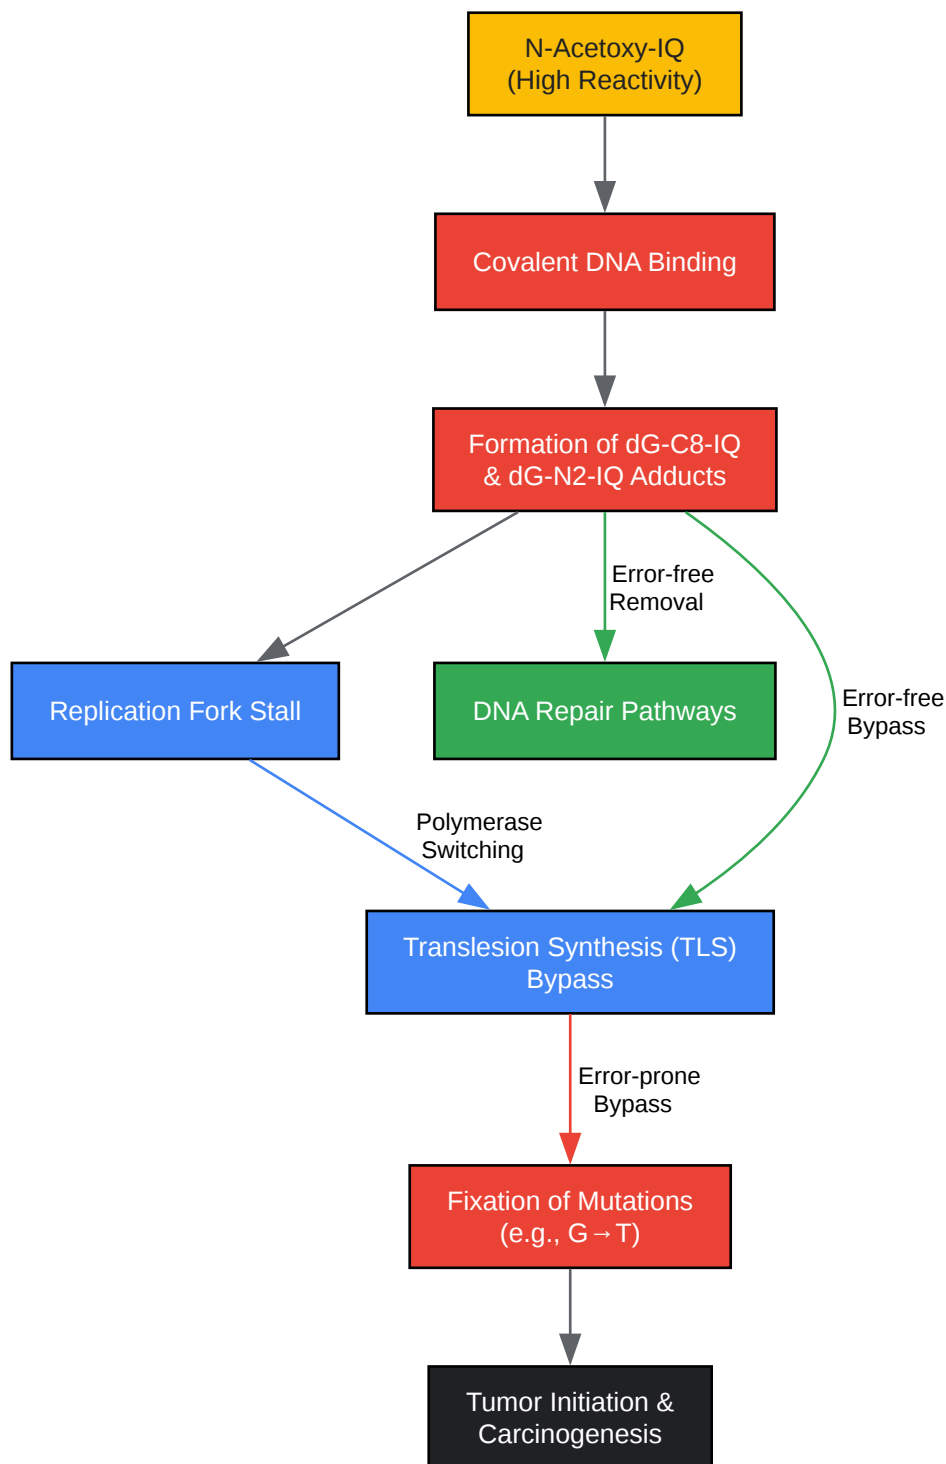 N-Acetoxy-IQ
(High Reactivity)
Covalent DNA Binding
Formation of dG-C8-IQ
& dG-N2-IQ Adducts
Error-free
Removal
Replication Fork Stall
DNA Repair Pathways
Error-free
Bypass
Polymerase
Switching
Translesion Synthesis (TLS)
Bypass
Error-prone
Bypass
Fixation of Mutations
(e.g., G→T)
Tumor Initiation &
Carcinogenesis